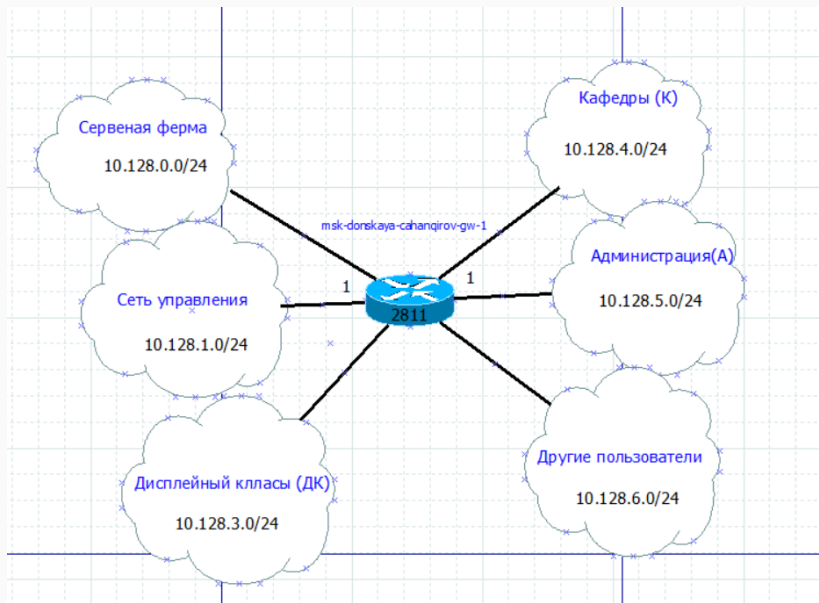 Сервеная ферма
10.128.0.0/24
Кафедры (К)
10.128.4.0/24
msk-donskaya-cahanqirov-gw-1
Сеть управления
10.128.1.0/24
1
1
2811
Администрация(А)
10.128.5.0/24
Дисплейный клласы (ДК)
10.128.3.0/24
Другие пользователи
10.128.6.0/24